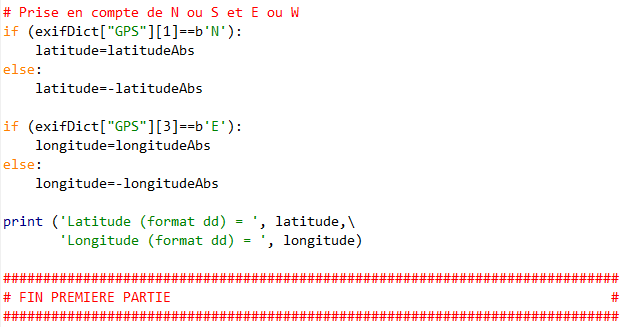 # Prise en compte de N ou S et E ou W
if (exifDict["GPS"][1]==b'N'):
    latitude=latitudeAbs
else:
    latitude=-latitudeAbs
if (exifDict["GPS"][3]==b'E'):
    longitude=longitudeAbs
else:
    longitude=-longitudeAbs
print ('Latitude (format dd) = ', latitude,\
       'Longitude (format dd) = ', longitude)
#############################################################################
# FIN PREMIERE PARTIE                                                       #
#############################################################################